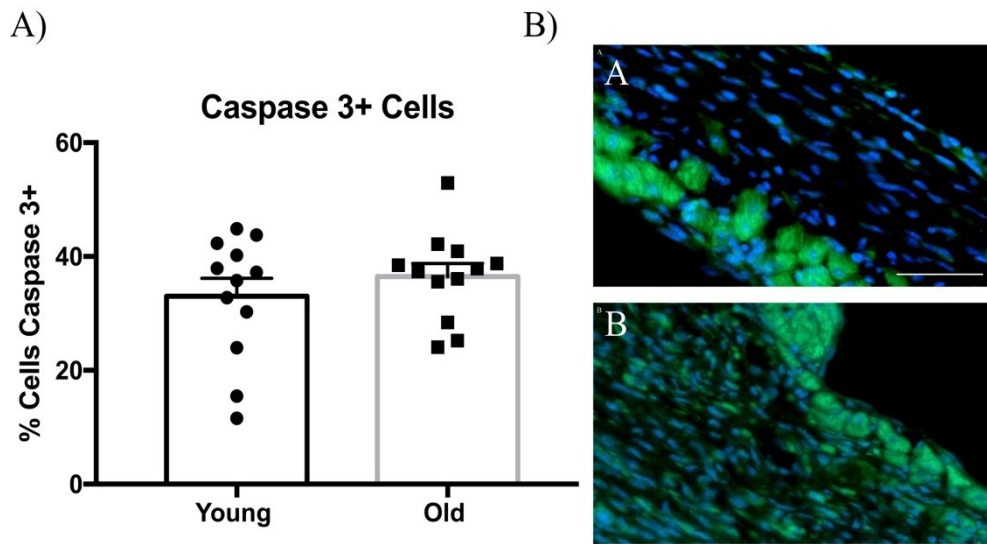 A)
B)
Caspase 3+ Cells
% Cells Caspase 3+
60
40
20
0
Young
Old
A
A
B
B